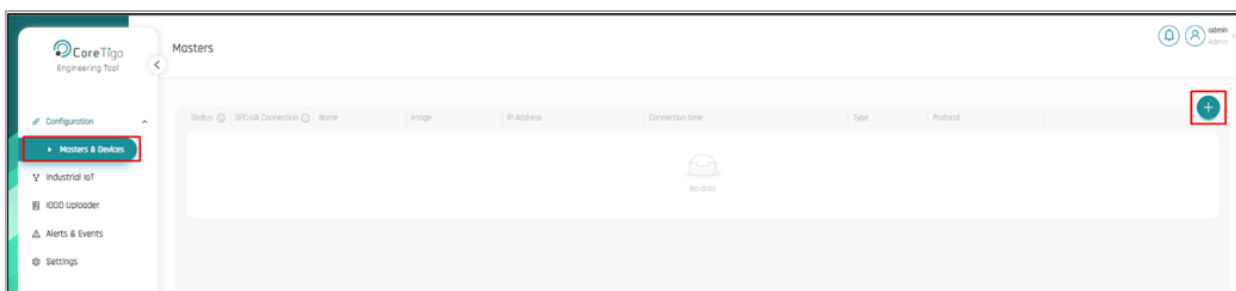 CoreTigo
Engineering Tool
Configuration
Masters & Devices
Industrial IoT
IODD Uploader
Alerts & Events
Settings
Masters
admin
Admin
Status OPC-UA Connection Name Image IP Address Connection time Type Protocol
No data